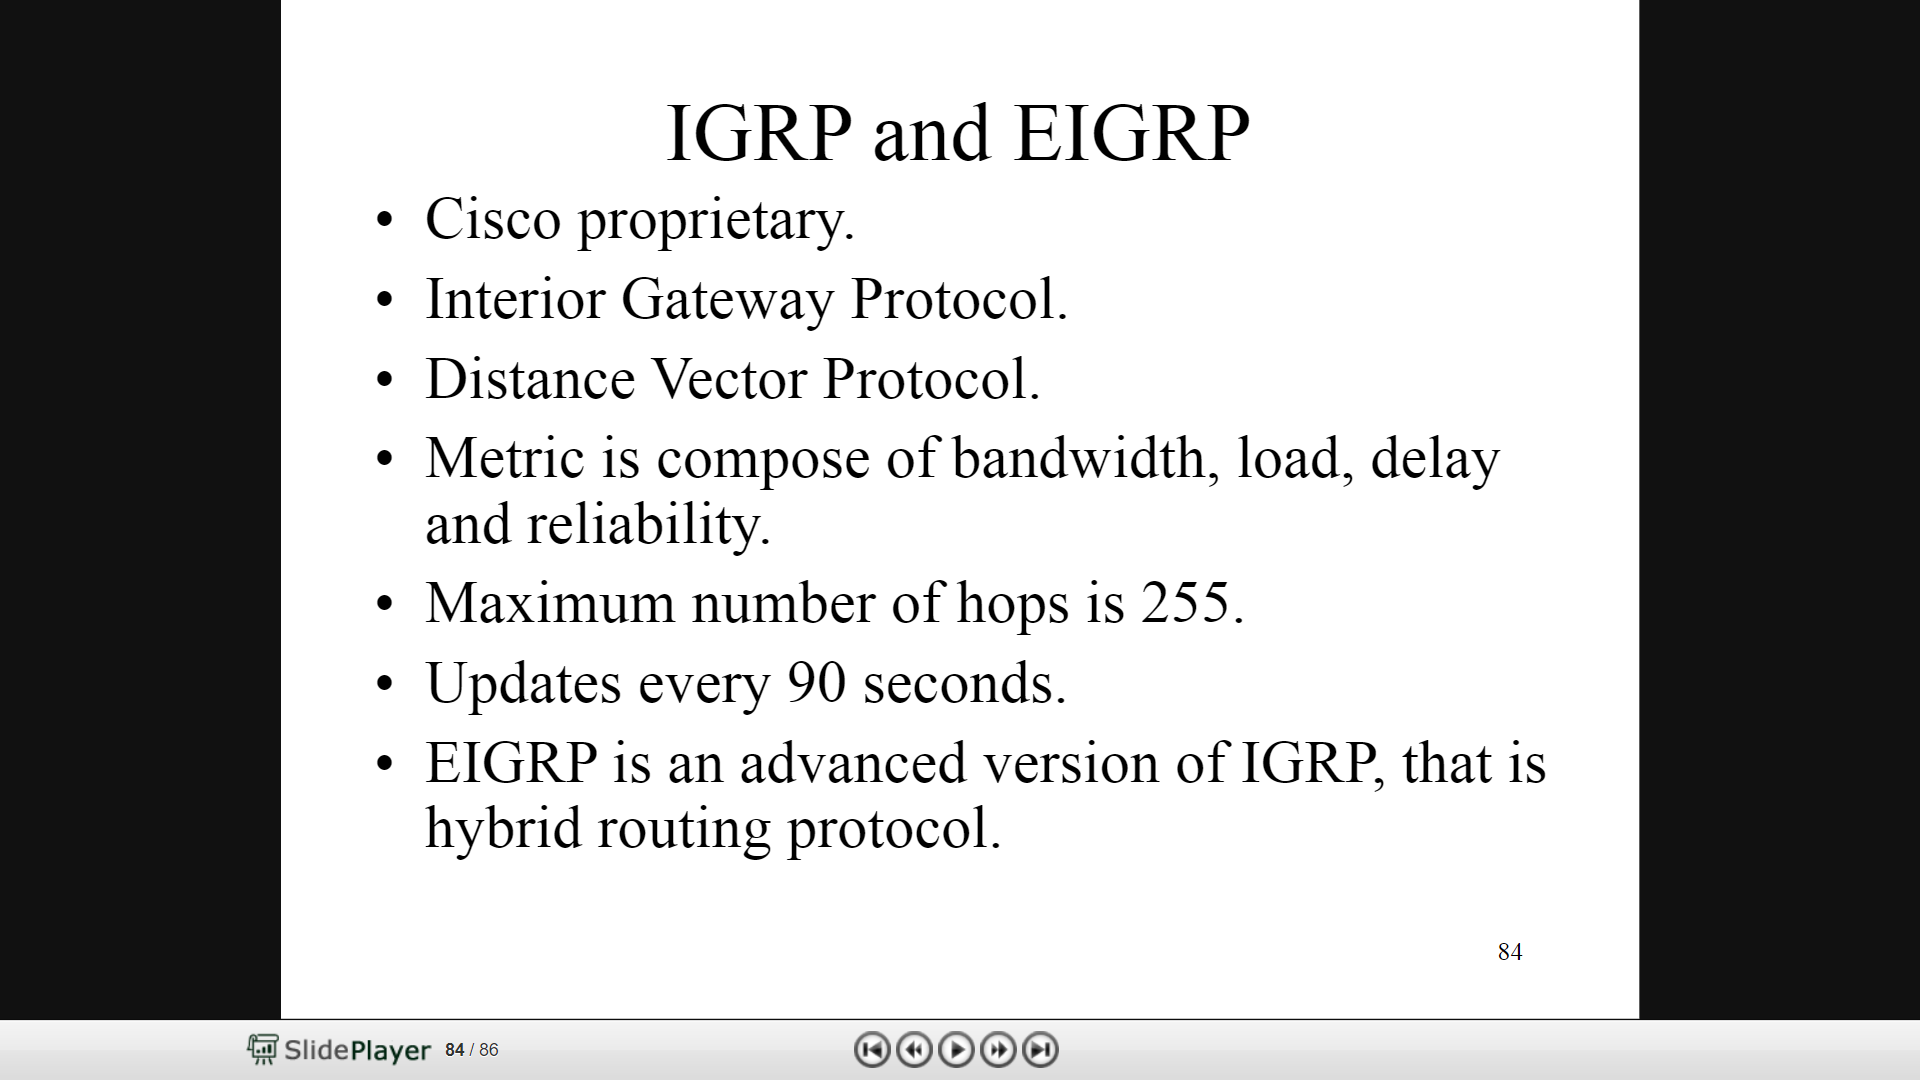 IGRP and EIGRP
• Cisco proprietary.
• Interior Gateway Protocol.
• Distance Vector Protocol.
• Metric is compose of bandwidth, load, delay
and reliability.
• Maximum number of hops is 255.
• Updates every 90 seconds.
• EIGRP is an advanced version of IGRP, that is
hybrid routing protocol.
84
SlidePlayer 84 / 86